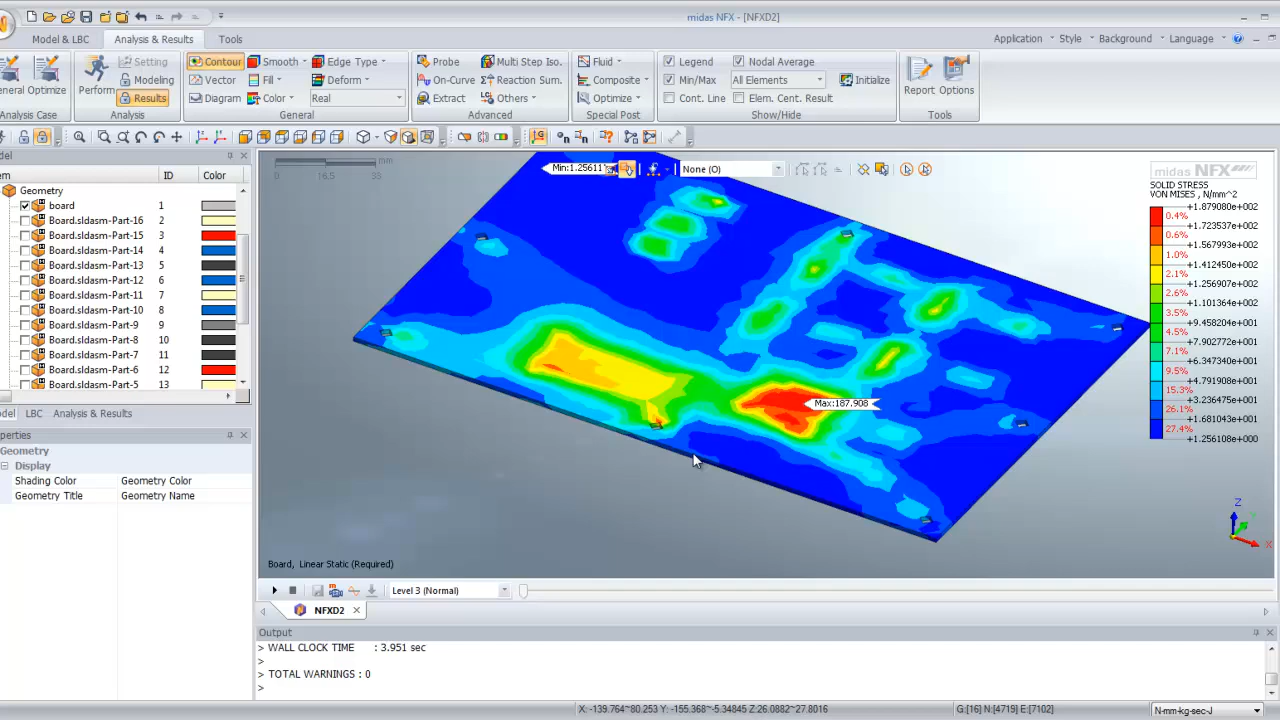 midas NFX - [NFXD2]
Model & LBC
Analysis & Results
Tools
Application
Style
Background
Language
Setting
Modeling
Results
Perform
Optimize
Analysis
Contour
Smooth
Edge Type
Vector
Fill
Deform
Diagram
Color
Real
General
Probe
Multi Step Iso.
On-Curve
Reaction Sum.
Extract
Others
Advanced
Fluid
Composite
Optimize
Special Post
Legend
Nodal Average
Min/Max
All Elements
Initialize
Cont. Line
Elem. Cent. Result
Show/Hide
Report
Options
Tools
ID
Color
Geometry
board 1
Board.sldasm-Part-16 2
Board.sldasm-Part-15 3
Board.sldasm-Part-14 4
Board.sldasm-Part-13 5
Board.sldasm-Part-12 6
Board.sldasm-Part-11 7
Board.sldasm-Part-10 8
Board.sldasm-Part-9 9
Board.sldasm-Part-8 10
Board.sldasm-Part-7 11
Board.sldasm-Part-6 12
Board.sldasm-Part-5 13
LBC
Analysis & Results
Geometry
Display
Shading Color Geometry Color
Geometry Title Geometry Name
mm
0 16.5 33
Min:1.25611
None (O)
midas NFX
SOLID STRESS
VON MISES , N/mm^2
+1.879080e+002
0.4%
+1.723537e+002
0.6%
+1.567993e+002
1.0%
+1.412450e+002
2.1%
+1.256907e+002
2.6%
+1.101364e+002
3.5%
+9.458204e+001
4.5%
+7.902772e+001
7.1%
+6.347340e+001
9.5%
+4.791908e+001
15.3%
+3.236475e+001
26.1%
+1.681043e+001
27.4%
+1.256108e+000
Max:187.908
Z
Y
X
Board, Linear Static (Required)
Level 3 (Normal)
NFXD2
Output
> WALL CLOCK TIME : 3.951 sec
>
> TOTAL WARNINGS : 0
>
X: -139.764~80.253 Y: -155.368~-5.34845 Z:26.0882~27.8016
G:[16] N:[4719] E:[7102]
N-mm-kg-sec-J